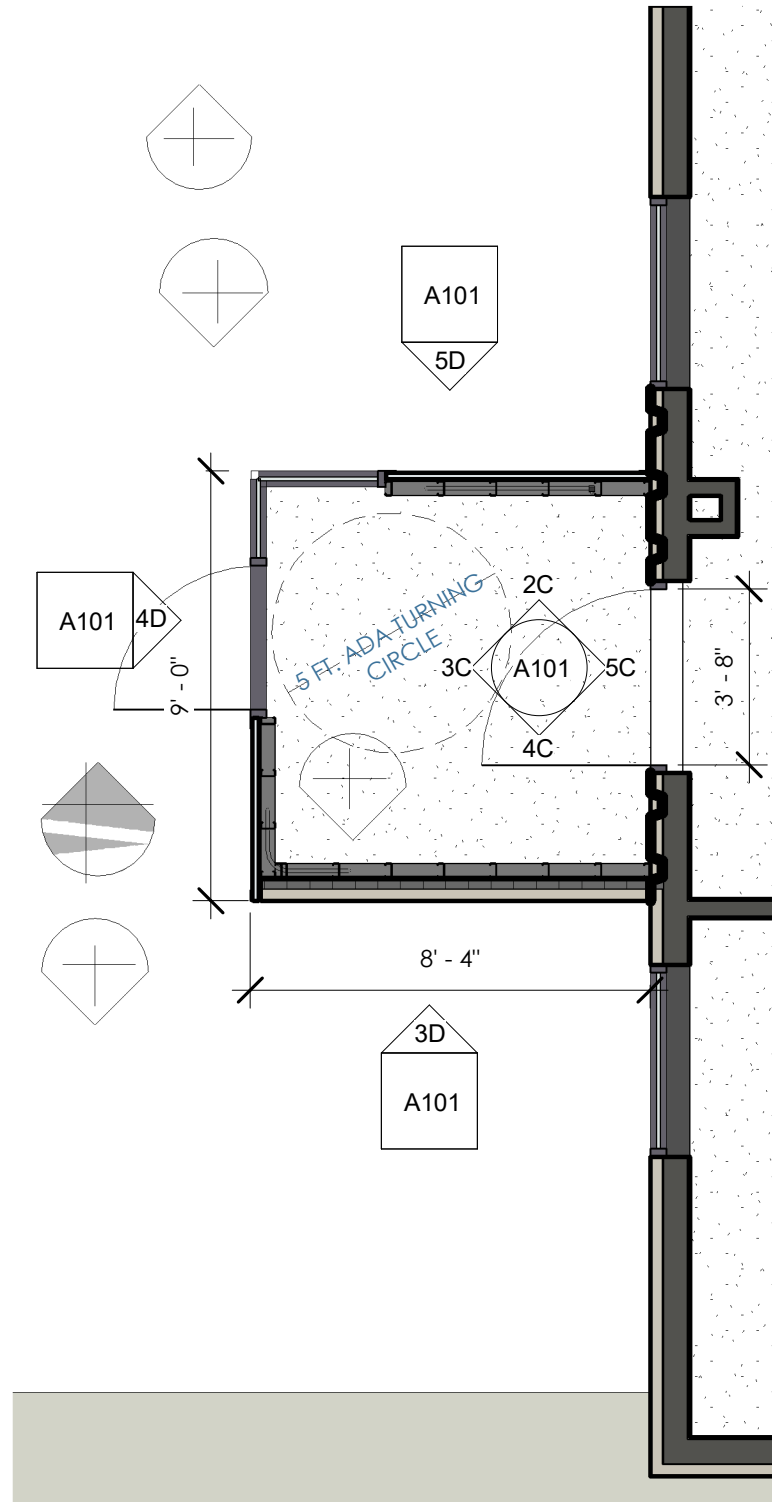 A101
5D
A101
4D
9' - 0"
5 FT. ADA TURNING
CIRCLE
2C
3C
A101
5C
4C
3' - 8"
8' - 4"
3D
A101